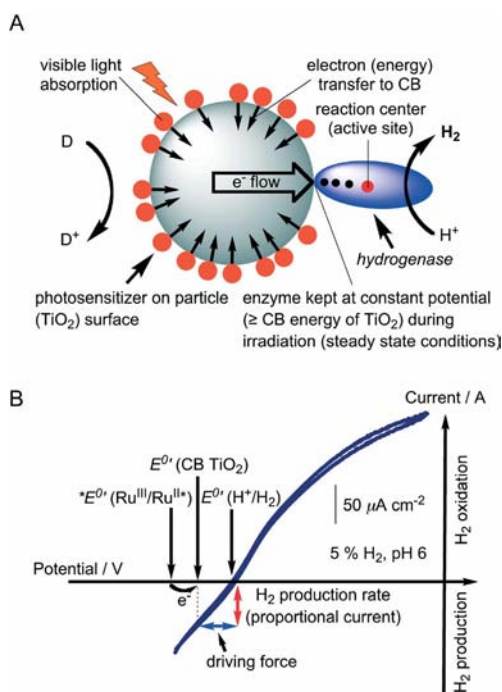 A
visible light
absorption
electron (energy)
transfer to CB
reaction center
(active site)
H₂
D
e⁻ flow
D⁺
H⁺
hydrogenase
photosensitizer on particle
(TiO₂) surface
enzyme kept at constant potential
(≥ CB energy of TiO₂) during
irradiation (steady state conditions)
B
Current / A
E⁰' (CB TiO₂)
*E⁰' (Ruᴵᴵᴵ/Ruᴵᴵ*)
E⁰' (H⁺/H₂)
50 μA cm⁻²
H₂ oxidation
5 % H₂, pH 6
Potential / V
e⁻
H₂ production rate
(proportional current)
driving force
H₂ production